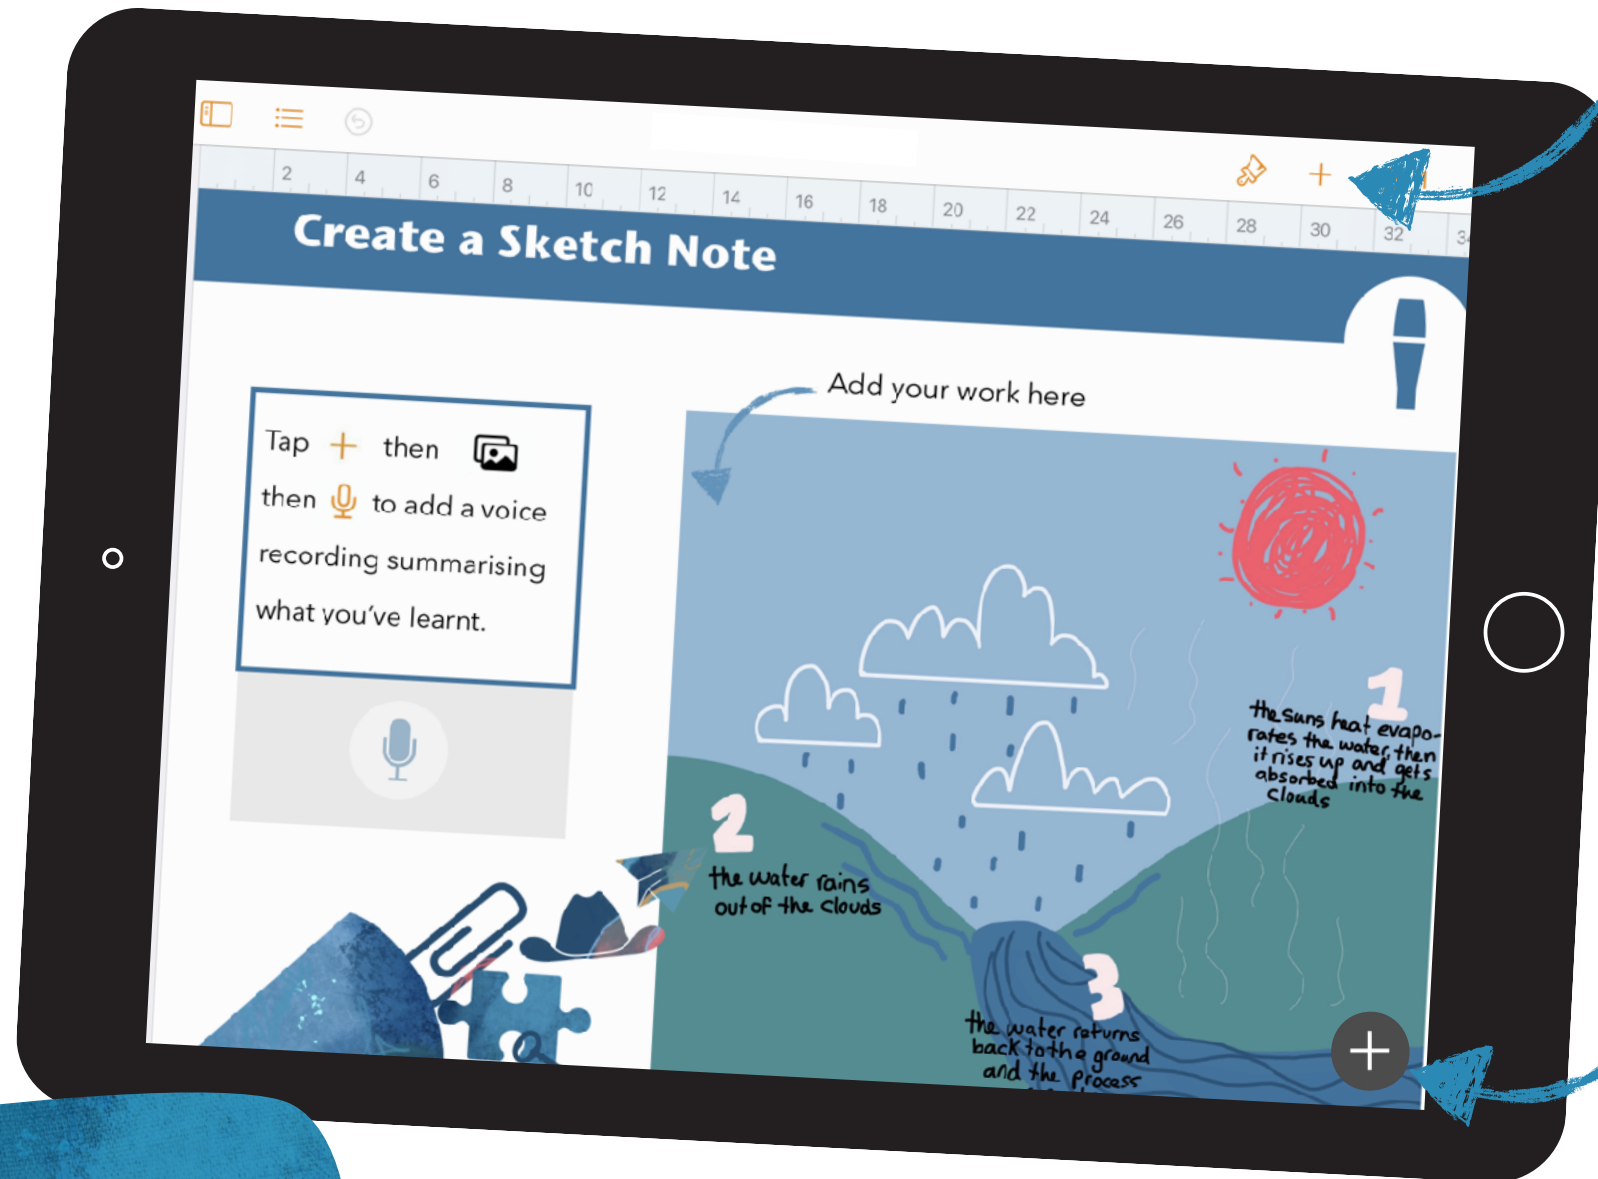 2 4 6 8 10 12 14 16 18 20 22 24 26 28 30 32
Create a Sketch Note
Add your work here
Tap + then
then to add a voice
recording summarising
what you've learnt.
1
the suns heat evapo-
rates the water, then
it rises up and gets
absorbed into the
clouds
2
the water rains
out of the clouds
3
the water returns
back to the ground
and the process